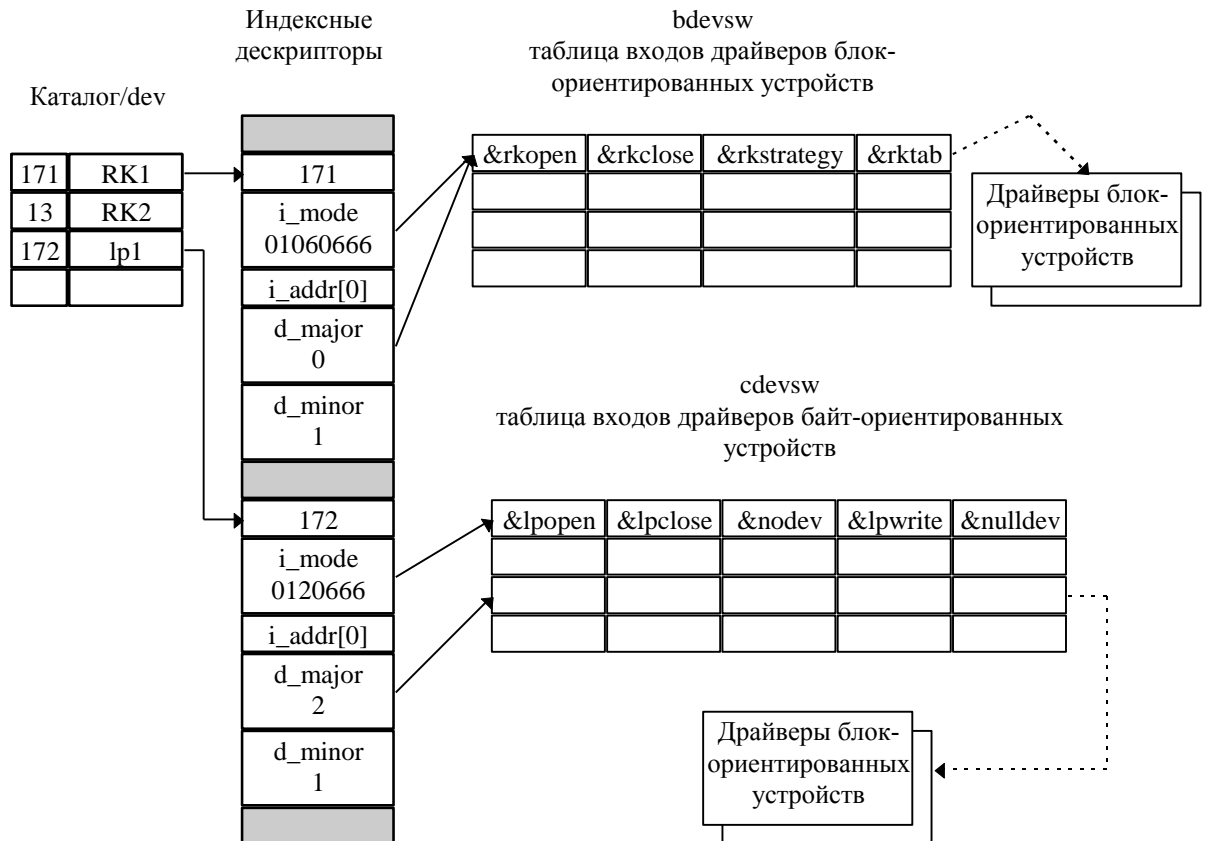 Индексные
дескрипторы
bdevsw
таблица входов драйверов блок-
ориентированных устройств
Каталог/dev
171 RK1
13 RK2
172 lp1
171
i_mode
01060666
i_addr[0]
d_major
0
d_minor
1
&rkopen &rkclose &rkstrategy &rktab
Драйверы блок-
ориентированных
устройств
cdevsw
таблица входов драйверов байт-ориентированных
устройств
172
i_mode
0120666
i_addr[0]
d_major
2
d_minor
1
&lpopen &lpclose &nodev &lpwrite &nulldev
Драйверы блок-
ориентированных
устройств